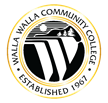 WALLA WALLA COMMUNITY COLLEGE
• ESTABLISHED 1967 •